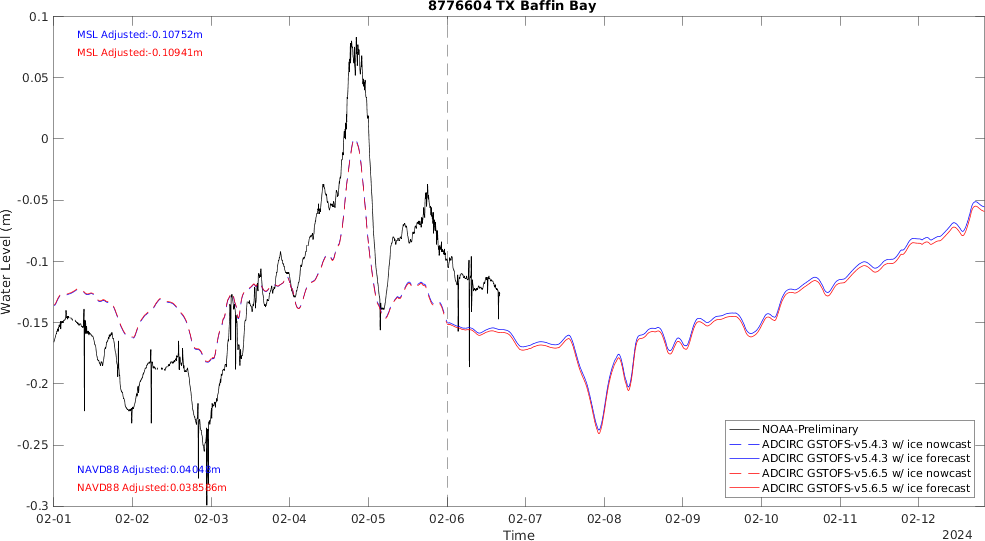 8776604 TX Baffin Bay
MSL Adjusted:-0.10752m
MSL Adjusted:-0.10941m
0.1
0.05
0
-0.05
-0.1
-0.15
-0.2
-0.25
-0.3
Water Level (m)
NAVD88 Adjusted:0.04048m
NAVD88 Adjusted:0.038586m
NOAA-Preliminary
ADCIRC GSTOFS-v5.4.3 w/ ice nowcast
ADCIRC GSTOFS-v5.4.3 w/ ice forecast
ADCIRC GSTOFS-v5.6.5 w/ ice nowcast
ADCIRC GSTOFS-v5.6.5 w/ ice forecast
02-01 02-02 02-03 02-04 02-05 02-06 02-07 02-08 02-09 02-10 02-11 02-12
Time
2024